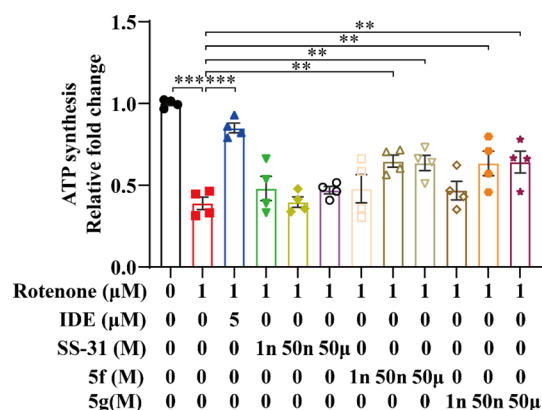 **
**
**
**
******
1.5
1.0
0.5
0.0
ATP synthesis
Relative fold change
Rotenone (μM) 0 1 1 1 1 1 1 1 1 1 1 1
IDE (μM) 0 0 5 0 0 0 0 0 0 0 0 0
SS-31 (M) 0 0 0 1n 50n 50μ 0 0 0 0 0 0
5f (M) 0 0 0 0 0 0 1n 50n 50μ 0 0 0
5g(M) 0 0 0 0 0 0 0 0 0 1n 50n 50μ